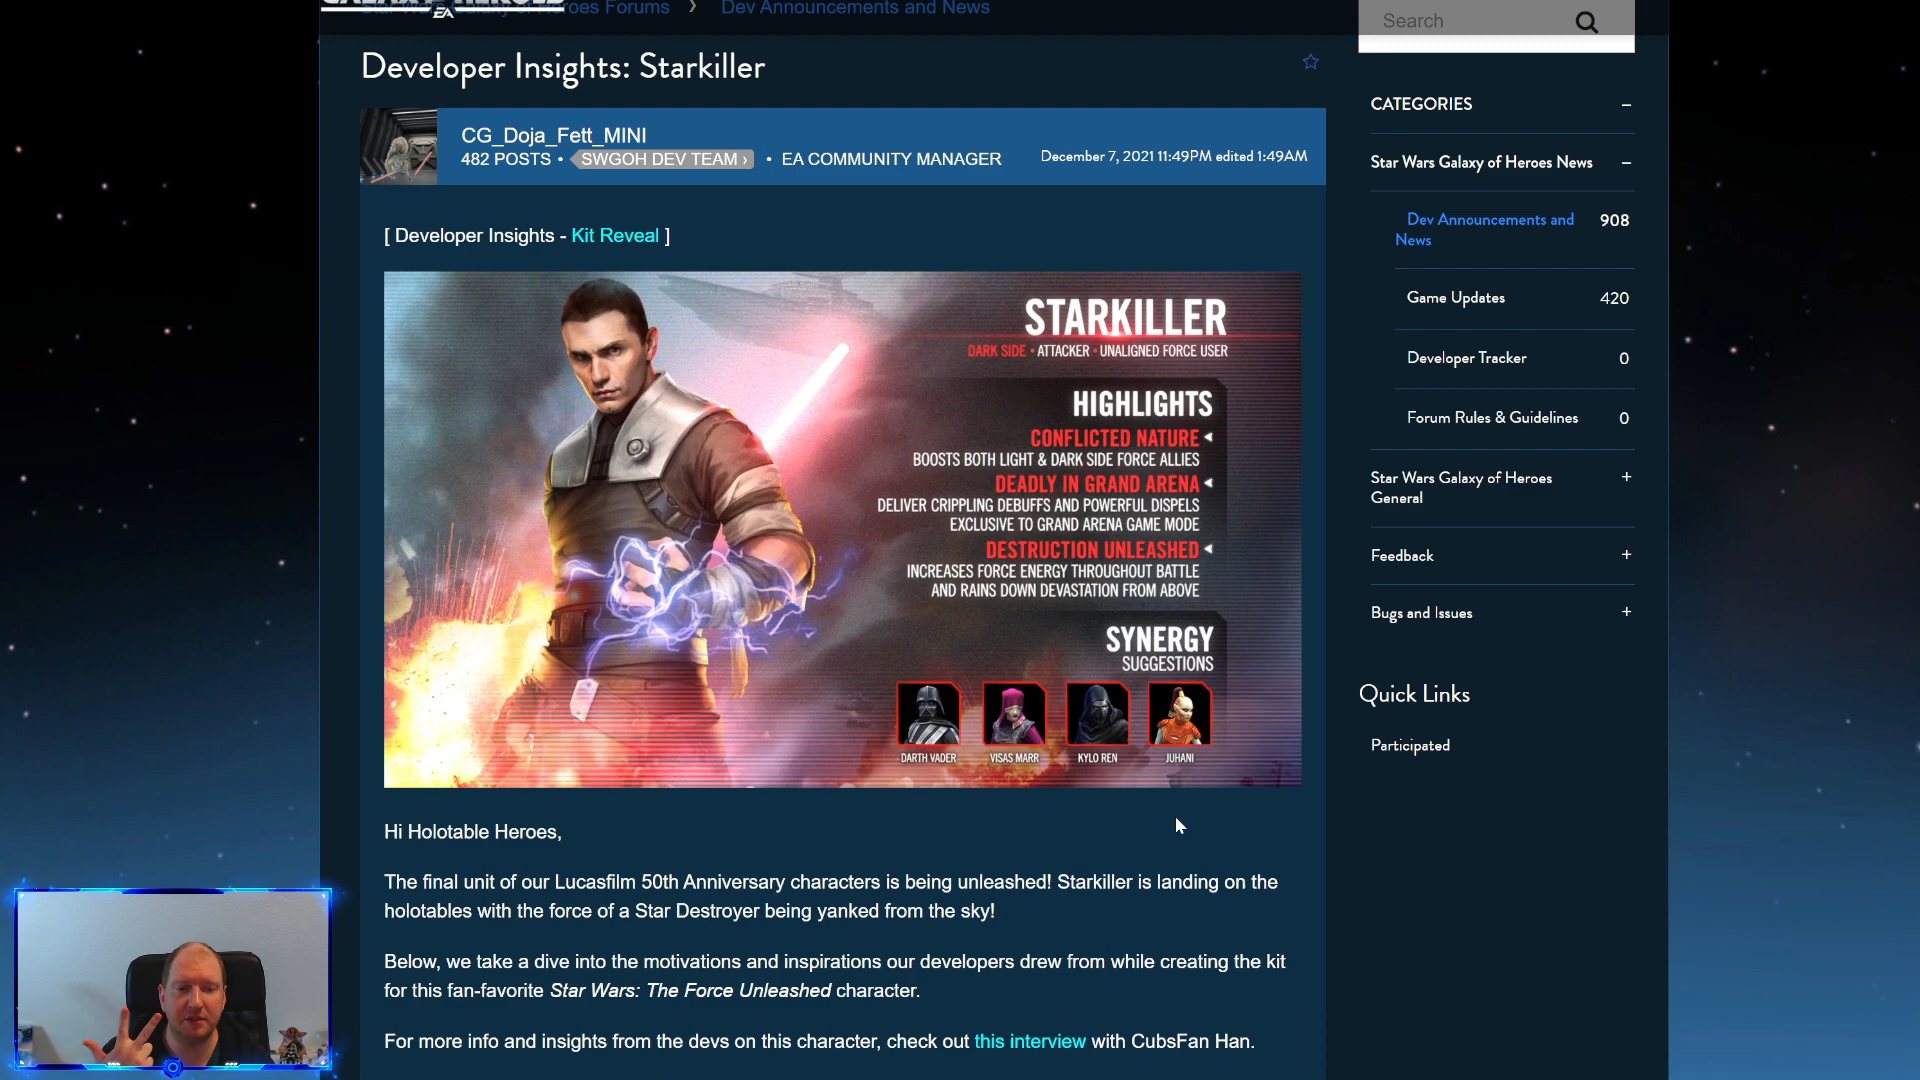 Star Wars Galaxy of Heroes Forums > Dev Announcements and News
EA
Search
Developer Insights: Starkiller
CG_Doja_Fett_MINI
482 POSTS • SWGOH DEV TEAM › • EA COMMUNITY MANAGER
December 7, 2021 11:49PM edited 1:49AM
[ Developer Insights - Kit Reveal ]
STARKILLER
DARK SIDE • ATTACKER • UNALIGNED FORCE USER
HIGHLIGHTS
CONFLICTED NATURE
BOOSTS BOTH LIGHT & DARK SIDE FORCE ALLIES
DEADLY IN GRAND ARENA
DELIVER CRIPPLING DEBUFFS AND POWERFUL DISPELS
EXCLUSIVE TO GRAND ARENA GAME MODE
DESTRUCTION UNLEASHED
INCREASES FORCE ENERGY THROUGHOUT BATTLE
AND RAINS DOWN DEVASTATION FROM ABOVE
SYNERGY
SUGGESTIONS
DARTH VADER
VISAS MARR
KYLO REN
JUHANI
Hi Holotable Heroes,
The final unit of our Lucasfilm 50th Anniversary characters is being unleashed! Starkiller is landing on the
holotables with the force of a Star Destroyer being yanked from the sky!
Below, we take a dive into the motivations and inspirations our developers drew from while creating the kit
for this fan-favorite Star Wars: The Force Unleashed character.
For more info and insights from the devs on this character, check out this interview with CubsFan Han.
CATEGORIES –
Star Wars Galaxy of Heroes News –
Dev Announcements and 908
News
Game Updates 420
Developer Tracker 0
Forum Rules & Guidelines 0
Star Wars Galaxy of Heroes +
General
Feedback +
Bugs and Issues +
Quick Links
Participated